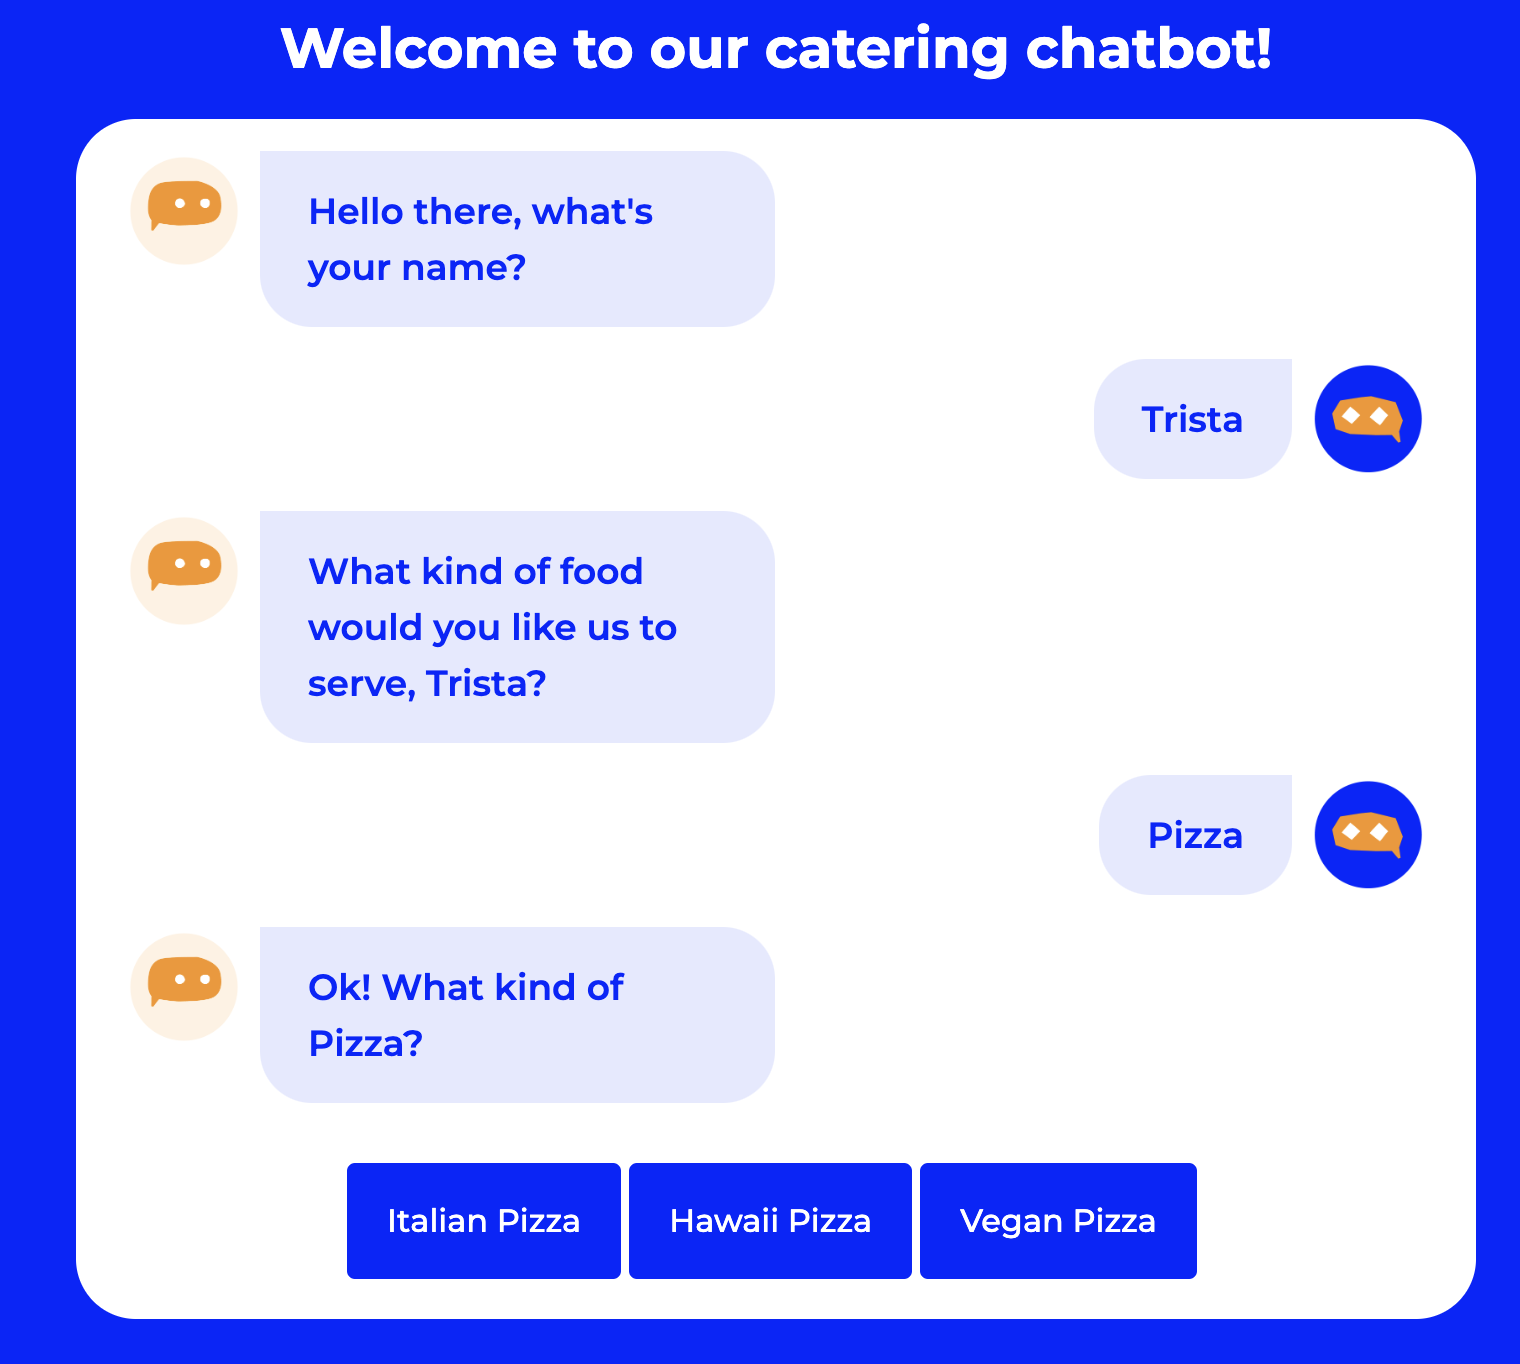 Welcome to our catering chatbot!
Hello there, what's
your name?
Trista
What kind of food
would you like us to
serve, Trista?
Pizza
Ok! What kind of
Pizza?
Italian Pizza
Hawaii Pizza
Vegan Pizza